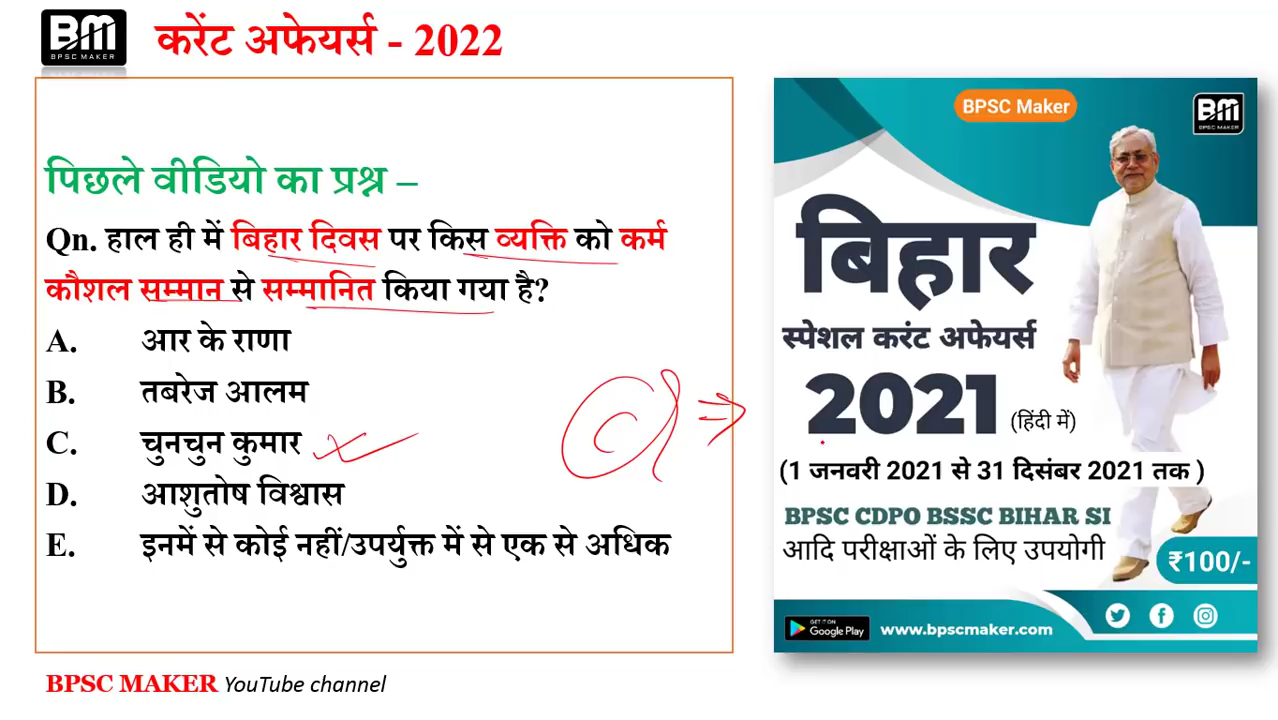 BM
BPSC MAKER
करेंट अफेयर्स - 2022
पिछले वीडियो का प्रश्न –
Qn. हाल ही में बिहार दिवस पर किस व्यक्ति को कर्म
कौशल सम्मान से सम्मानित किया गया है?
A. आर के राणा
B. तबरेज आलम
C. चुनचुन कुमार
D. आशुतोष विश्वास
E. इनमें से कोई नहीं/उपर्युक्त में से एक से अधिक
BPSC MAKER YouTube channel
BPSC Maker
BM
BPSC MAKER
बिहार
स्पेशल करंट अफेयर्स
2021 (हिंदी में)
(1 जनवरी 2021 से 31 दिसंबर 2021 तक )
BPSC CDPO BSSC BIHAR SI
आदि परीक्षाओं के लिए उपयोगी
₹100/-
GET IT ON
Google Play
www.bpscmaker.com